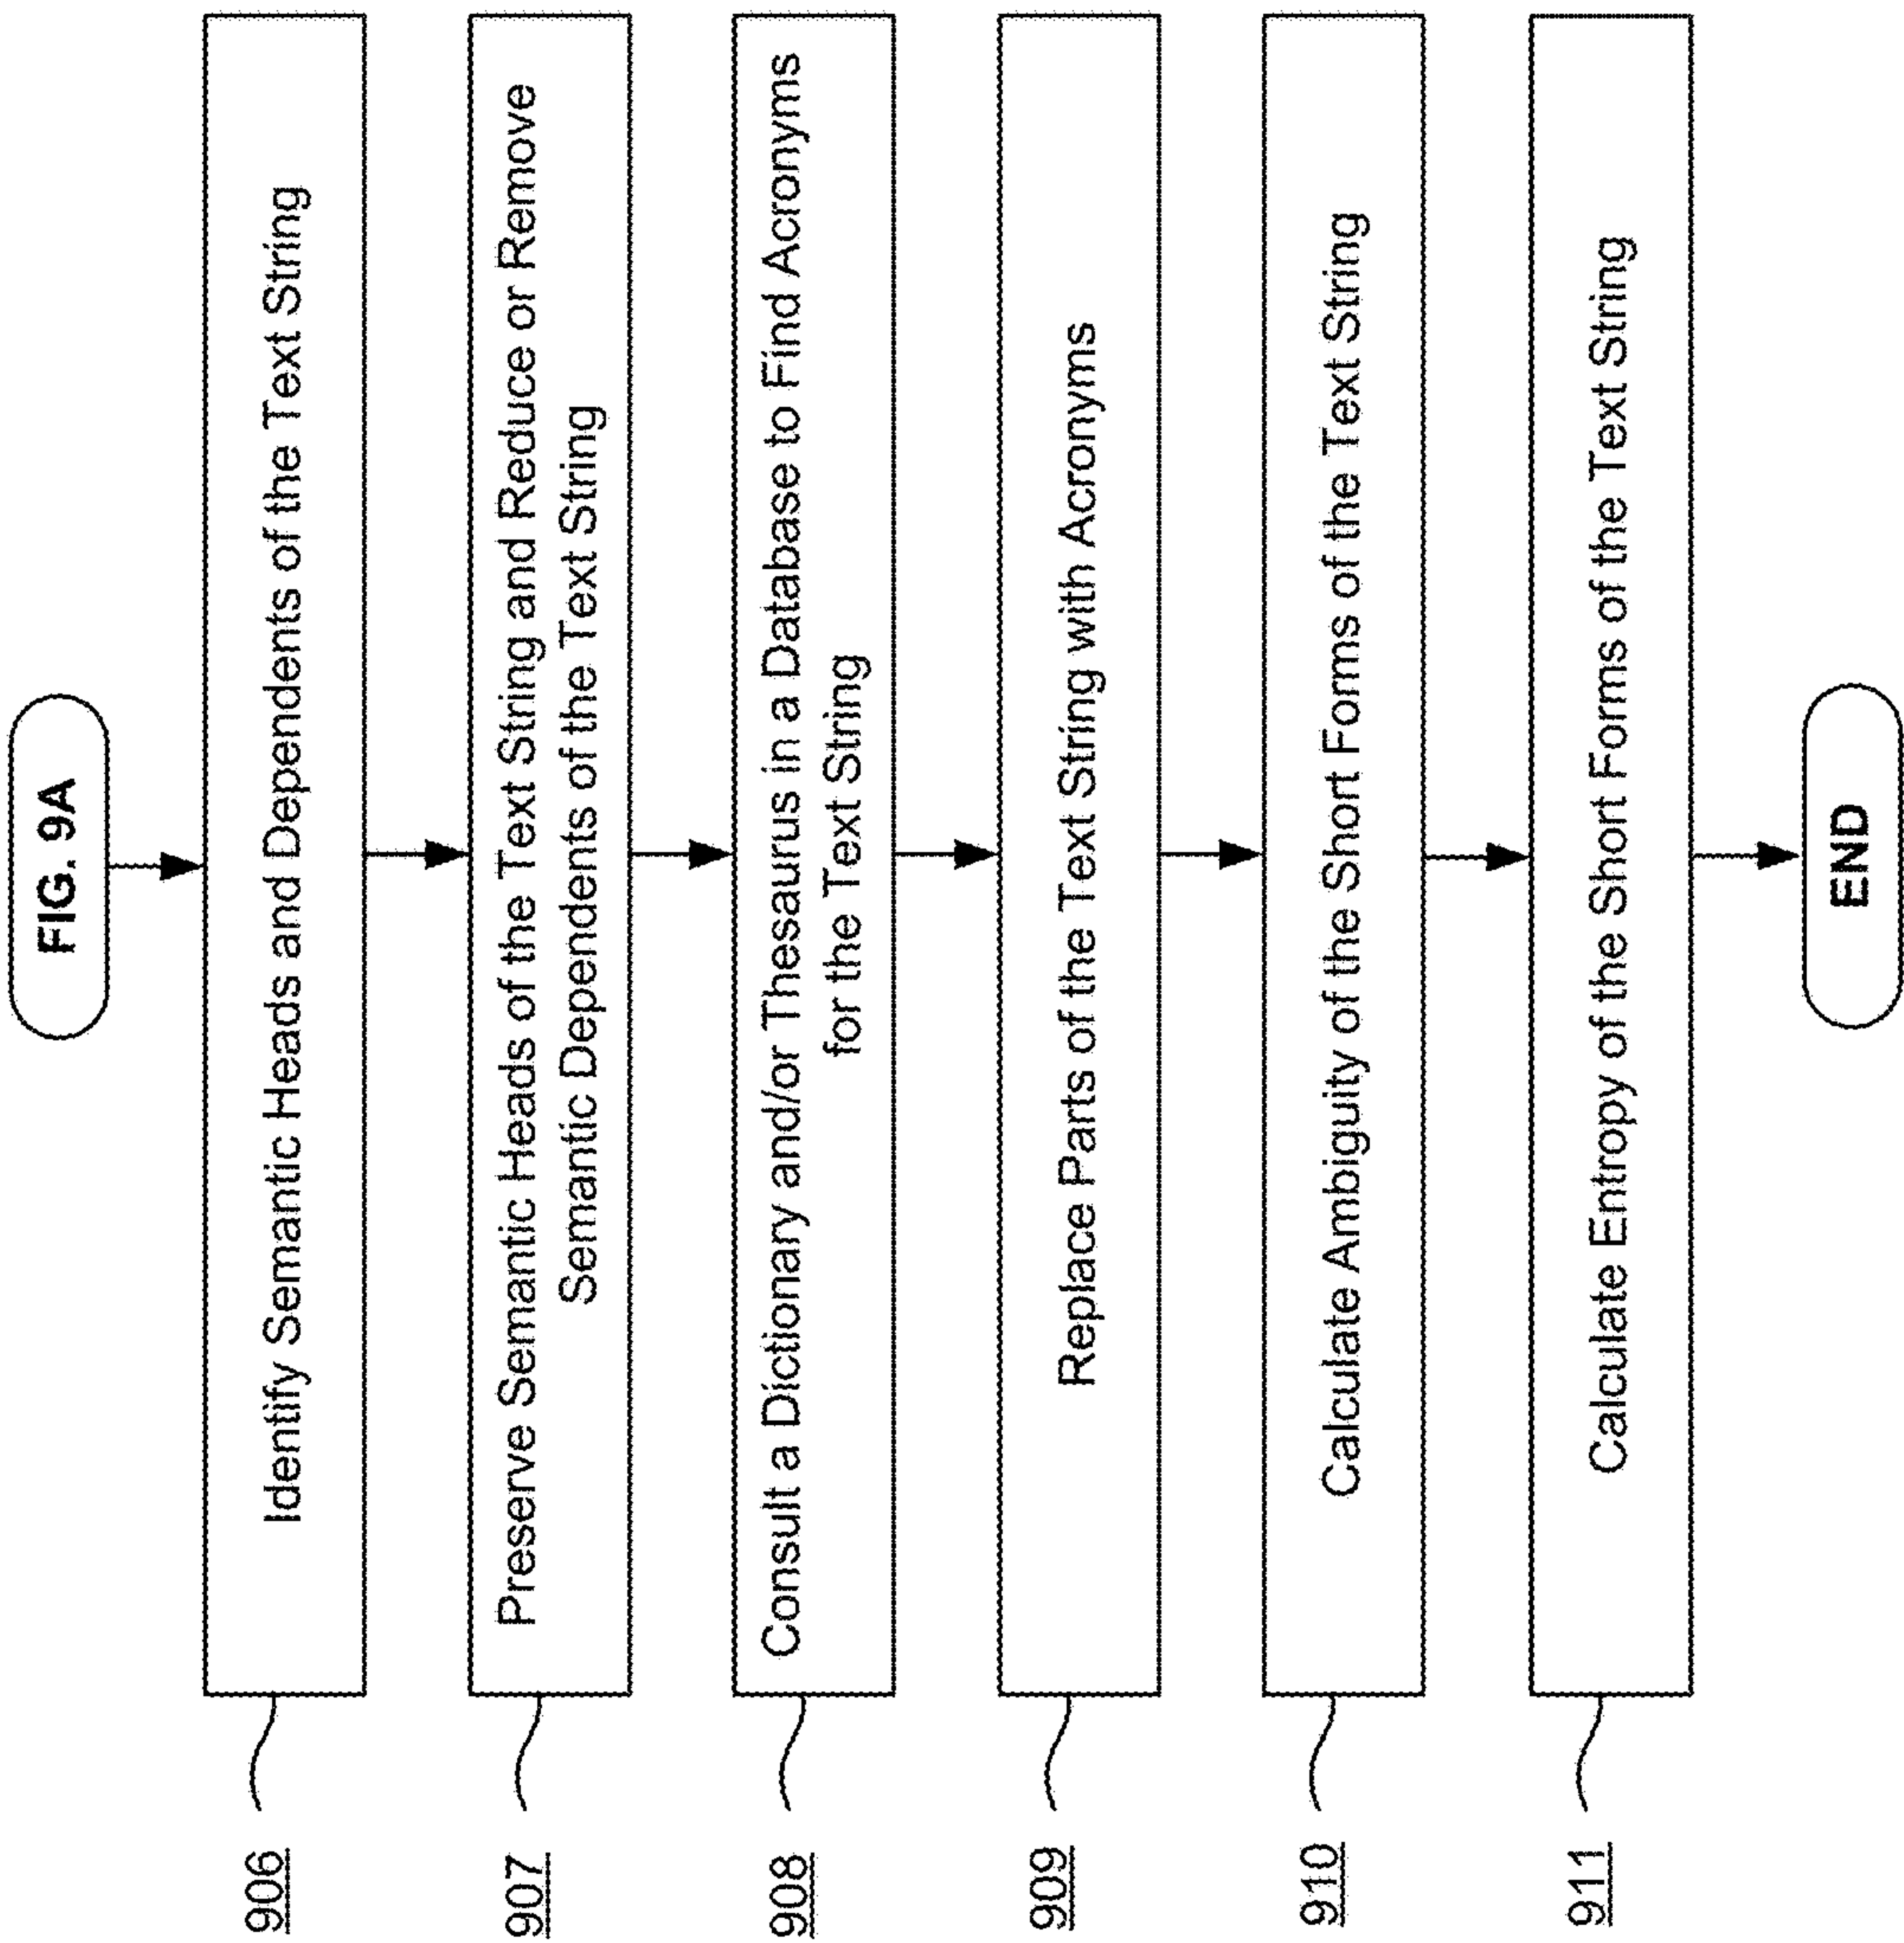 FIG. 9A
906
Identify Semantic Heads and Dependents of the Text String
907
Preserve Semantic Heads of the Text String and Reduce or Remove
Semantic Dependents of the Text String
908
Consult a Dictionary and/or Thesaurus in a Database to Find Acronyms
for the Text String
909
Replace Parts of the Text String with Acronyms
910
Calculate Ambiguity of the Short Forms of the Text String
911
Calculate Entropy of the Short Forms of the Text String
END